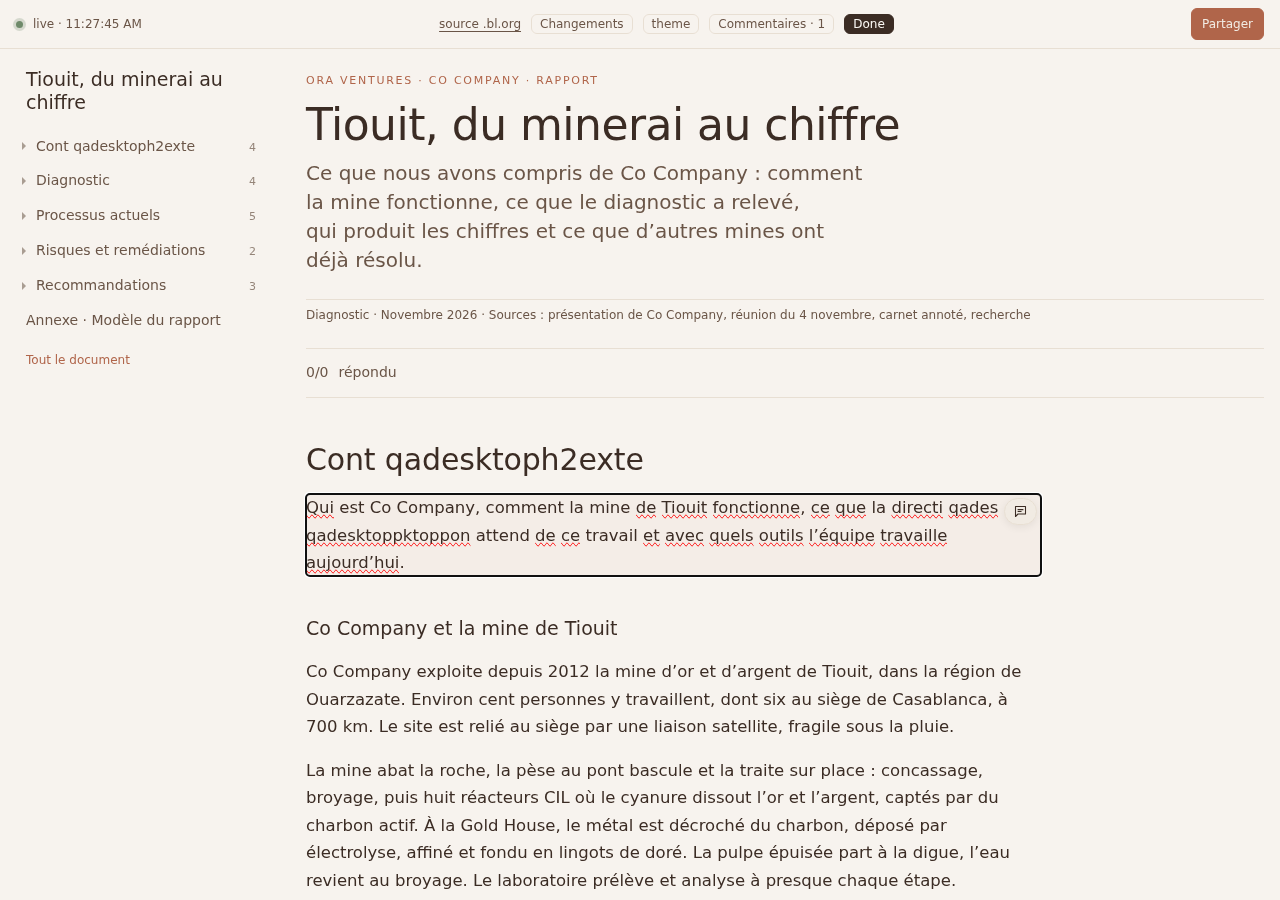 live · 11:27:45 AM
source .bl.org
Changements
theme
Commentaires · 1
Done
Partager
Tiouit, du minerai au
chiffre
Cont qadesktoph2exte 4
Diagnostic 4
Processus actuels 5
Risques et remédiations 2
Recommandations 3
Annexe · Modèle du rapport
Tout le document
ORA VENTURES · CO COMPANY · RAPPORT
Tiouit, du minerai au chiffre
Ce que nous avons compris de Co Company : comment
la mine fonctionne, ce que le diagnostic a relevé,
qui produit les chiffres et ce que d’autres mines ont
déjà résolu.
Diagnostic · Novembre 2026 · Sources : présentation de Co Company, réunion du 4 novembre, carnet annoté, recherche
0/0 répondu
Cont qadesktoph2exte
Qui est Co Company, comment la mine de Tiouit fonctionne, ce que la directi qades
qadesktoppktoppon attend de ce travail et avec quels outils l’équipe travaille
aujourd’hui.
Co Company et la mine de Tiouit
Co Company exploite depuis 2012 la mine d’or et d’argent de Tiouit, dans la région de
Ouarzazate. Environ cent personnes y travaillent, dont six au siège de Casablanca, à
700 km. Le site est relié au siège par une liaison satellite, fragile sous la pluie.
La mine abat la roche, la pèse au pont bascule et la traite sur place : concassage,
broyage, puis huit réacteurs CIL où le cyanure dissout l’or et l’argent, captés par du
charbon actif. À la Gold House, le métal est décroché du charbon, déposé par
électrolyse, affiné et fondu en lingots de doré. La pulpe épuisée part à la digue, l’eau
revient au broyage. Le laboratoire prélève et analyse à presque chaque étape.